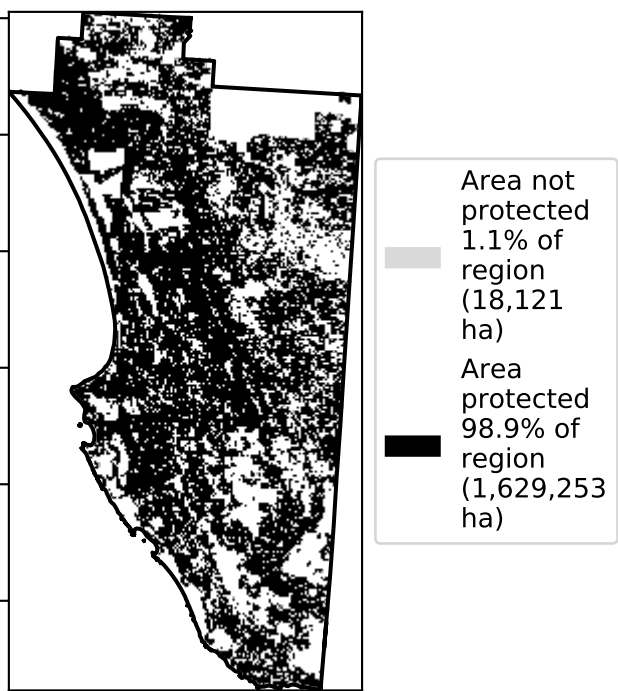 Area not
protected
1.1% of
region
(18,121
ha)
Area
protected
98.9% of
region
(1,629,253
ha)